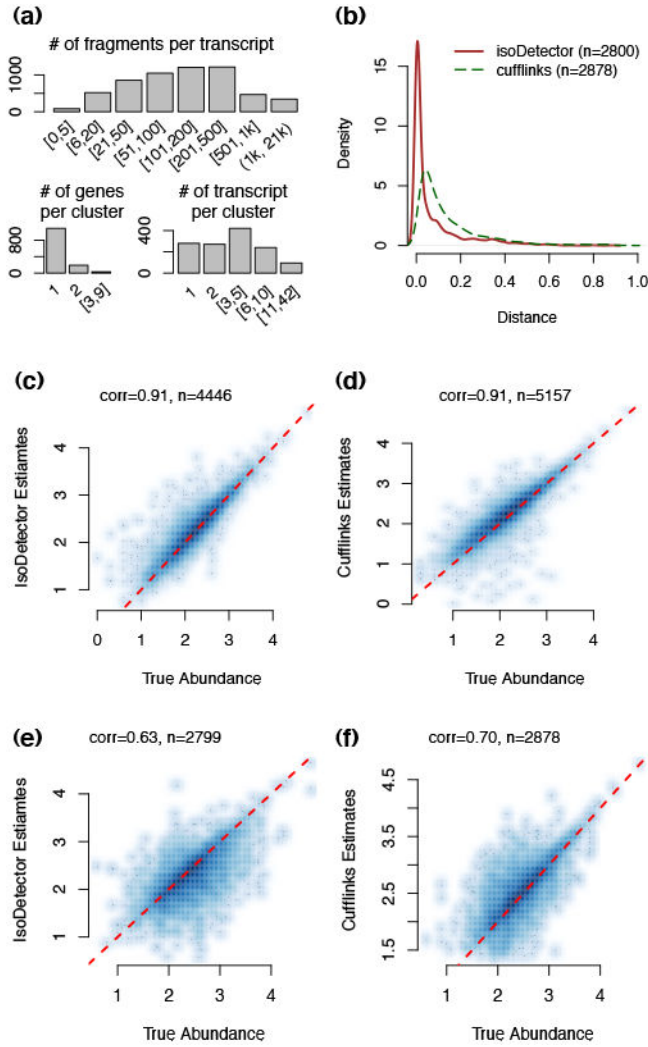 (a)
# of fragments per transcript
0 1000
[0,5] [6,20] [21,50] [51,100] [101,200] [201,500] [501, 1k] (1k, 21k)
# of genes
per cluster
0 800
1 2 [3,9]
# of transcript
per cluster
0 400
1 2 [3,5] [6,10] [11,42]
(b)
isoDetector (n=2800)
cufflinks (n=2878)
Density
15
10
5
0
0.0 0.2 0.4 0.6 0.8 1.0
Distance
(c)
corr=0.91, n=4446
IsoDetector Estiamtes
4
3
2
1
0 1 2 3 4
True Abundance
(d)
corr=0.91, n=5157
Cufflinks Estimates
4
3
2
1
0
1 2 3 4
True Abundance
(e)
corr=0.63, n=2799
IsoDetector Estiamtes
4
3
2
1
1 2 3 4
True Abundance
(f)
corr=0.70, n=2878
Cufflinks Estimates
4.5
3.5
2.5
1.5
1 2 3 4
True Abundance